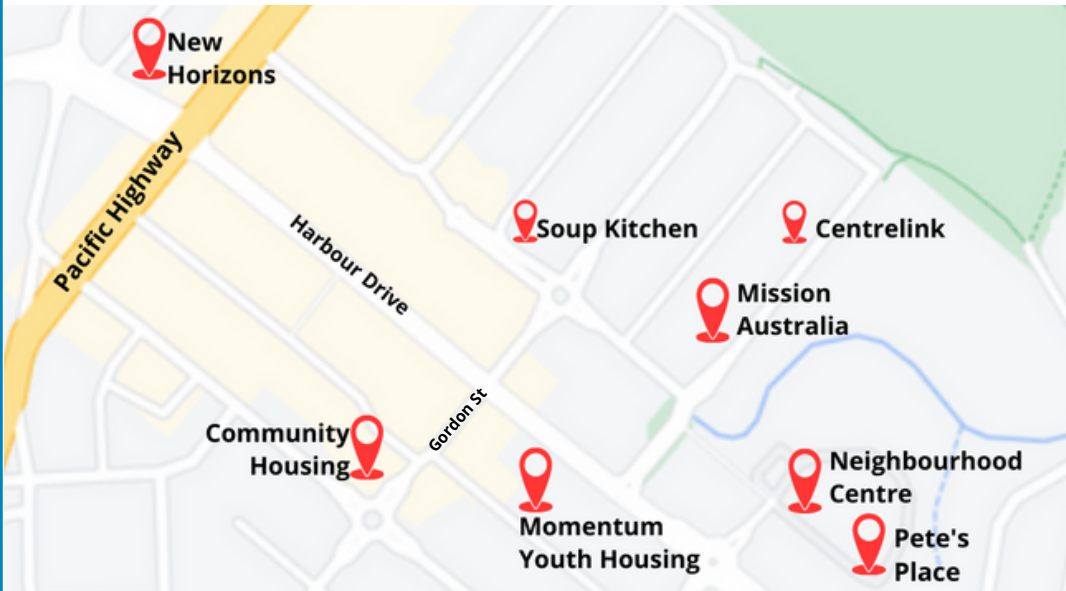 New
Horizons
Pacific Highway
Harbour Drive
Soup Kitchen
Centrelink
Mission
Australia
Gordon St
Community
Housing
Momentum
Youth Housing
Neighbourhood
Centre
Pete's
Place